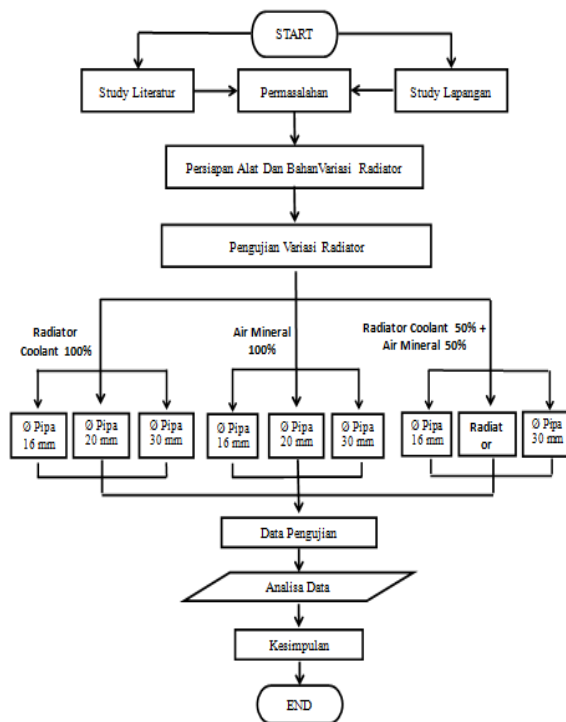 START
Study Literatur
Permasalahan
Study Lapangan
Persiapan Alat Dan BahanVariasi Radiator
Pengujian Variasi Radiator
Radiator
Coolant 100%
Air Mineral
100%
Radiator Coolant 50% +
Air Mineral 50%
Ø Pipa
16 mm
Ø Pipa
20 mm
Ø Pipa
30 mm
Ø Pipa
16 mm
Ø Pipa
20 mm
Ø Pipa
30 mm
Ø Pipa
16 mm
Radiat
or
Ø Pipa
30 mm
Data Pengujian
Analisa Data
Kesimpulan
END